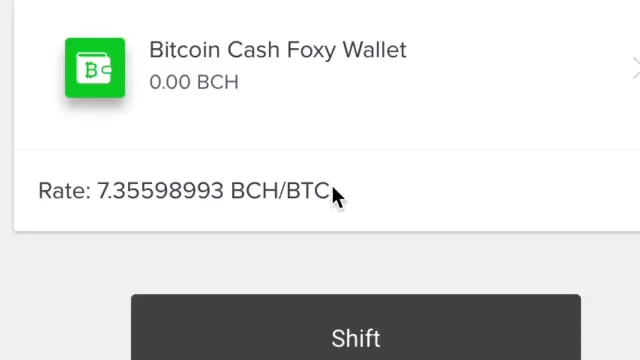 Bitcoin Cash Foxy Wallet
0.00 BCH
Rate: 7.35598993 BCH/BTC
Shift